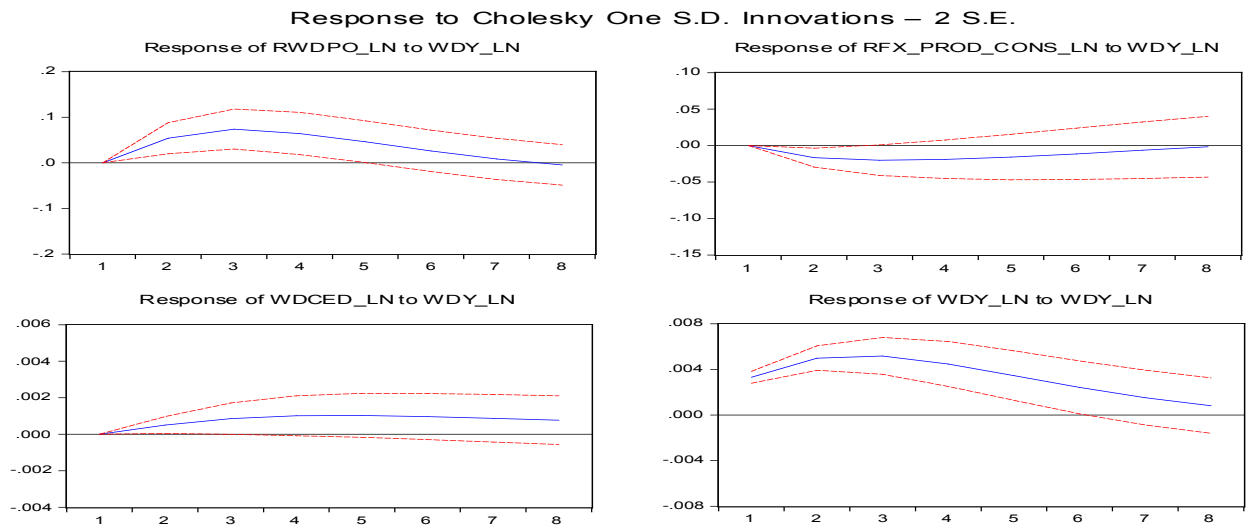 Response to Cholesky One S.D. Innovations – 2 S.E.
Response of RWDPO_LN to WDY_LN
.2
.1
.0
-.1
-.2
1 2 3 4 5 6 7 8
Response of RFX_PROD_CONS_LN to WDY_LN
.10
.05
.00
-.05
-.10
-.15
1 2 3 4 5 6 7 8
Response of WDCED_LN to WDY_LN
.006
.004
.002
.000
-.002
-.004
1 2 3 4 5 6 7 8
Response of WDY_LN to WDY_LN
.008
.004
.000
-.004
-.008
1 2 3 4 5 6 7 8